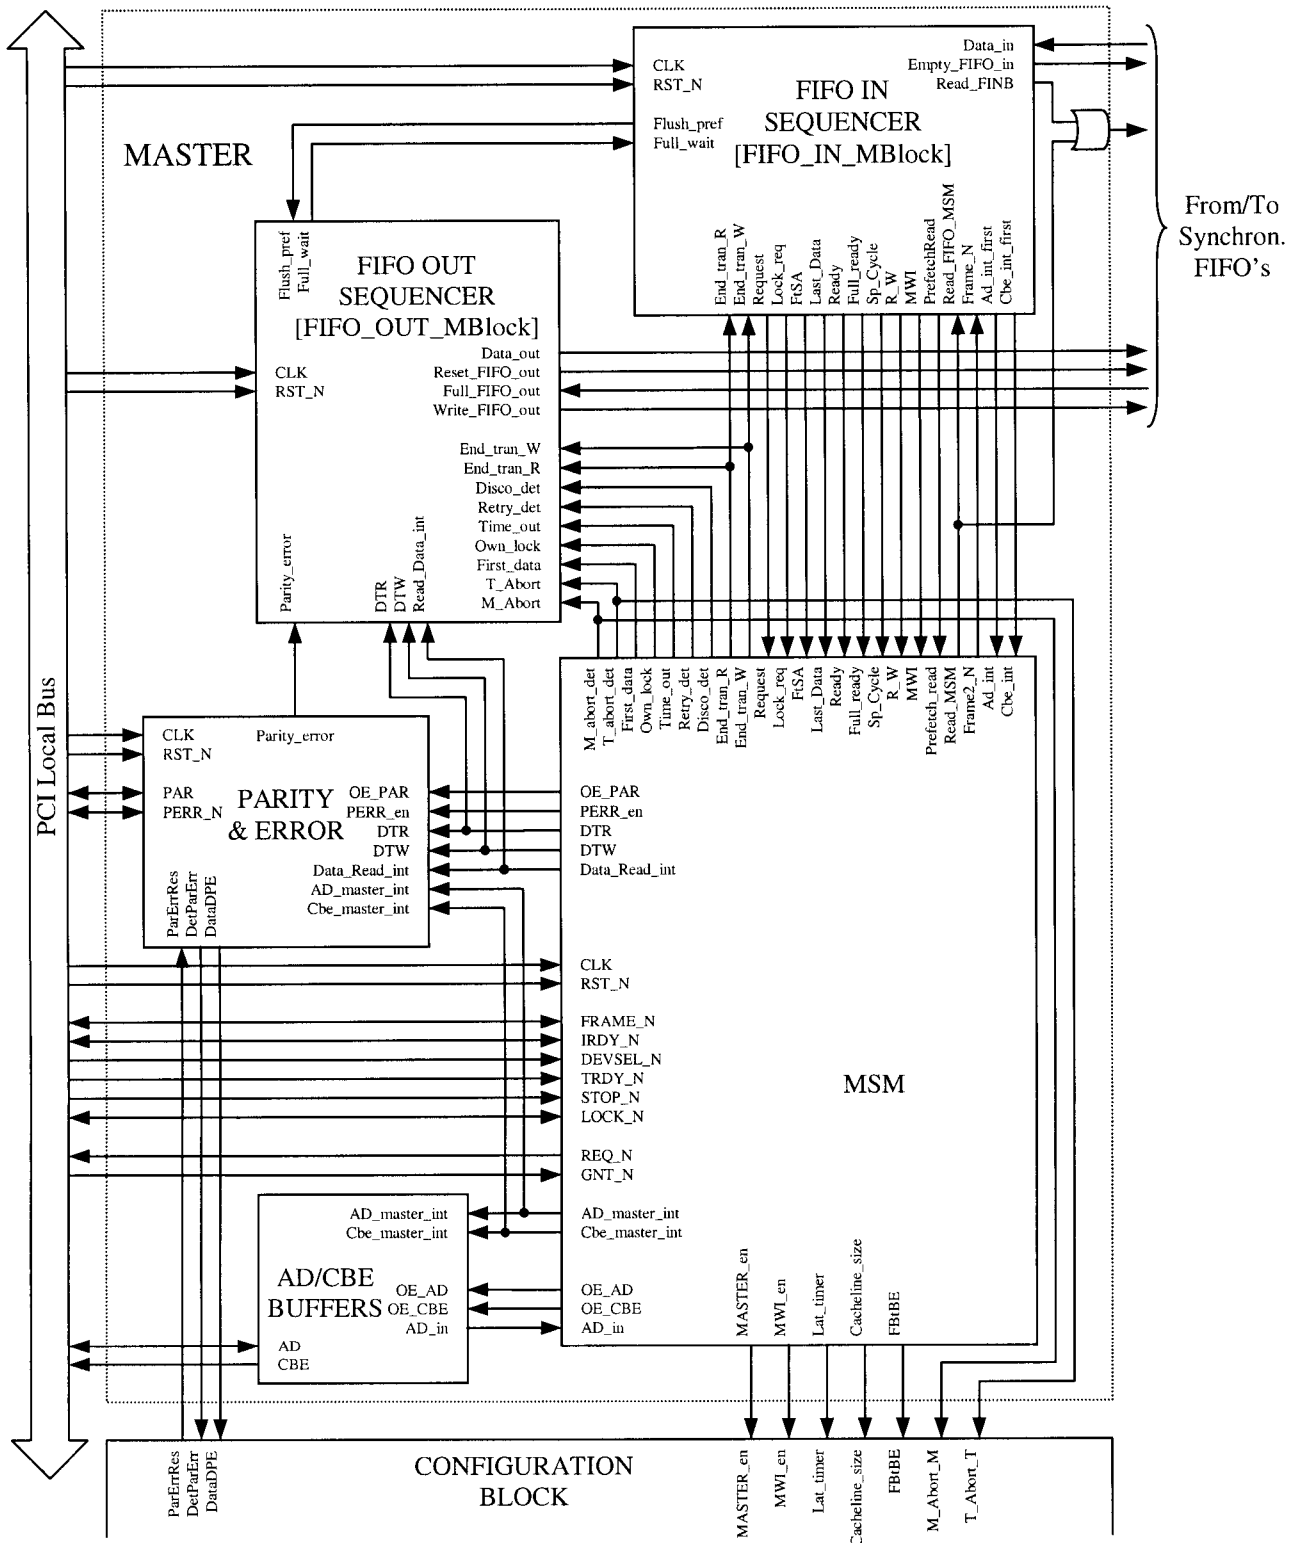 Data_in
Empty_FIFO_in
Read_FINB
CLK
RST_N
FIFO IN
SEQUENCER
[FIFO_IN_MBlock]
Flush_pref
Full_wait
MASTER
From/To
Synchron.
FIFO's
End_tran_R
End_tran_W
Request
Lock_req
FtSA
Last_Data
Ready
Full_ready
Sp_Cycle
R_W
MWI
PrefetchRead
Read_FIFO_MSM
Frame_N
Ad_int_first
Cbe_int_first
Flush_pref
Full_wait
FIFO OUT
SEQUENCER
[FIFO_OUT_MBlock]
CLK
RST_N
Data_out
Reset_FIFO_out
Full_FIFO_out
Write_FIFO_out
End_tran_W
End_tran_R
Disco_det
Retry_det
Time_out
Own_lock
First_data
T_Abort
M_Abort
Parity_error
DTR
DTW
Read_Data_int
M_abort_det
T_abort_det
First_data
Own_lock
Time_out
Retry_det
Disco_det
End_tran_R
End_tran_W
Request
Lock_req
FtSA
Last_Data
Ready
Full_ready
Sp_Cycle
R_W
MWI
Prefetch_read
Read_MSM
Frame2_N
Ad_int
Cbe_int
PCI Local Bus
CLK
RST_N
Parity_error
PAR
PERR_N
PARITY
& ERROR
OE_PAR
PERR_en
DTR
DTW
Data_Read_int
AD_master_int
Cbe_master_int
ParErrRes
DetParErr
DataDPE
OE_PAR
PERR_en
DTR
DTW
Data_Read_int
CLK
RST_N
FRAME_N
IRDY_N
DEVSEL_N
TRDY_N
STOP_N
LOCK_N
REQ_N
GNT_N
MSM
AD_master_int
Cbe_master_int
OE_AD
OE_CBE
AD_in
AD_master_int
Cbe_master_int
AD/CBE
BUFFERS
OE_AD
OE_CBE
AD_in
AD
CBE
MASTER_en
MWI_en
Lat_timer
Cacheline_size
FBtBE
ParErrRes
DetParErr
DataDPE
CONFIGURATION
BLOCK
MASTER_en
MWI_en
Lat_timer
Cacheline_size
FBtBE
M_Abort_M
T_Abort_T